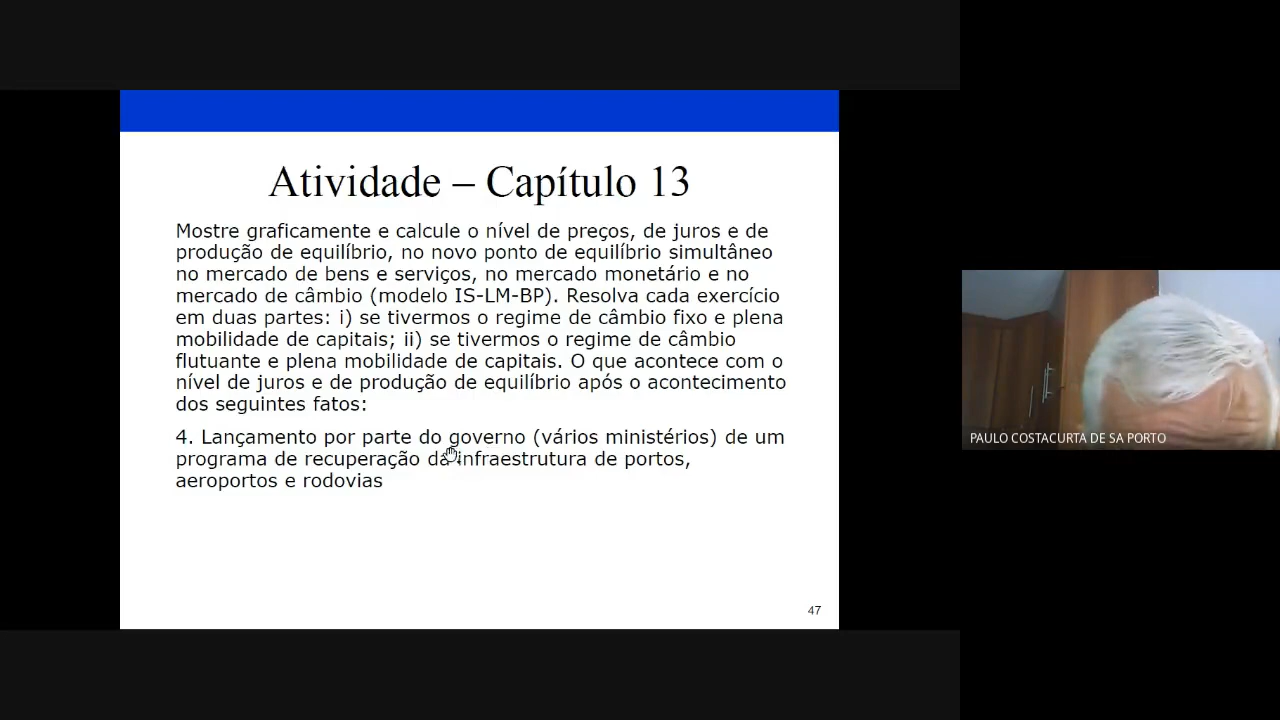 Atividade – Capítulo 13
Mostre graficamente e calcule o nível de preços, de juros e de
produção de equilíbrio, no novo ponto de equilíbrio simultâneo
no mercado de bens e serviços, no mercado monetário e no
mercado de câmbio (modelo IS-LM-BP). Resolva cada exercício
em duas partes: i) se tivermos o regime de câmbio fixo e plena
mobilidade de capitais; ii) se tivermos o regime de câmbio
flutuante e plena mobilidade de capitais. O que acontece com o
nível de juros e de produção de equilíbrio após o acontecimento
dos seguintes fatos:
4. Lançamento por parte do governo (vários ministérios) de um
programa de recuperação da infraestrutura de portos,
aeroportos e rodovias
47
PAULO COSTACURTA DE SA PORTO